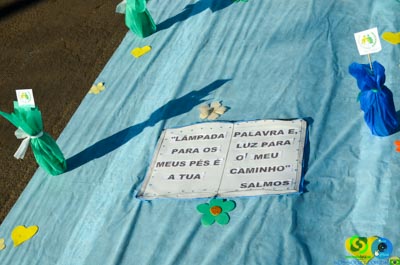 "LÂMPADA
PARA OS
MEUS PÉS É
A TUA
PALAVRA E,
LUZ PARA
O' MEU
CAMINHO"
SALMOS